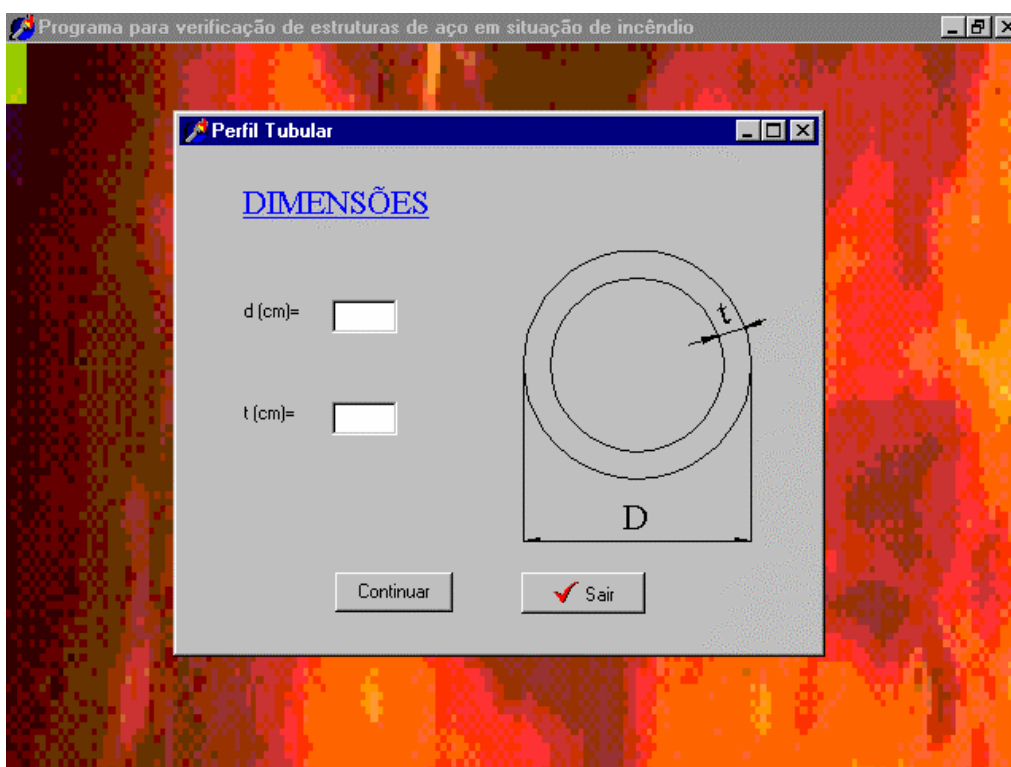 Programa para verificação de estruturas de aço em situação de incêndio
Perfil Tubular
DIMENSÕES
d (cm)=
t
t (cm)=
D
Continuar
Sair